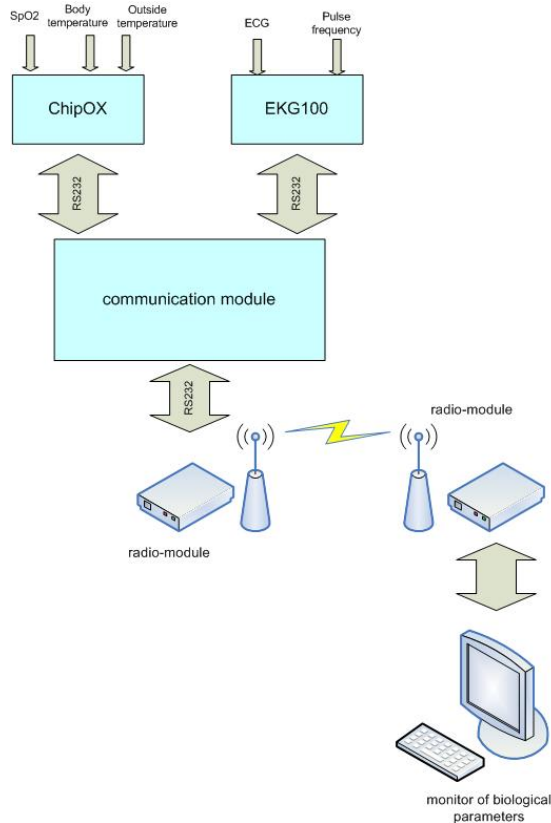 SpO2
Body
temperature
Outside
temperature
ECG
Pulse
frequency
ChipOX
EKG100
RS232
RS232
communication module
RS232
radio-module
radio-module
monitor of biological
parameters